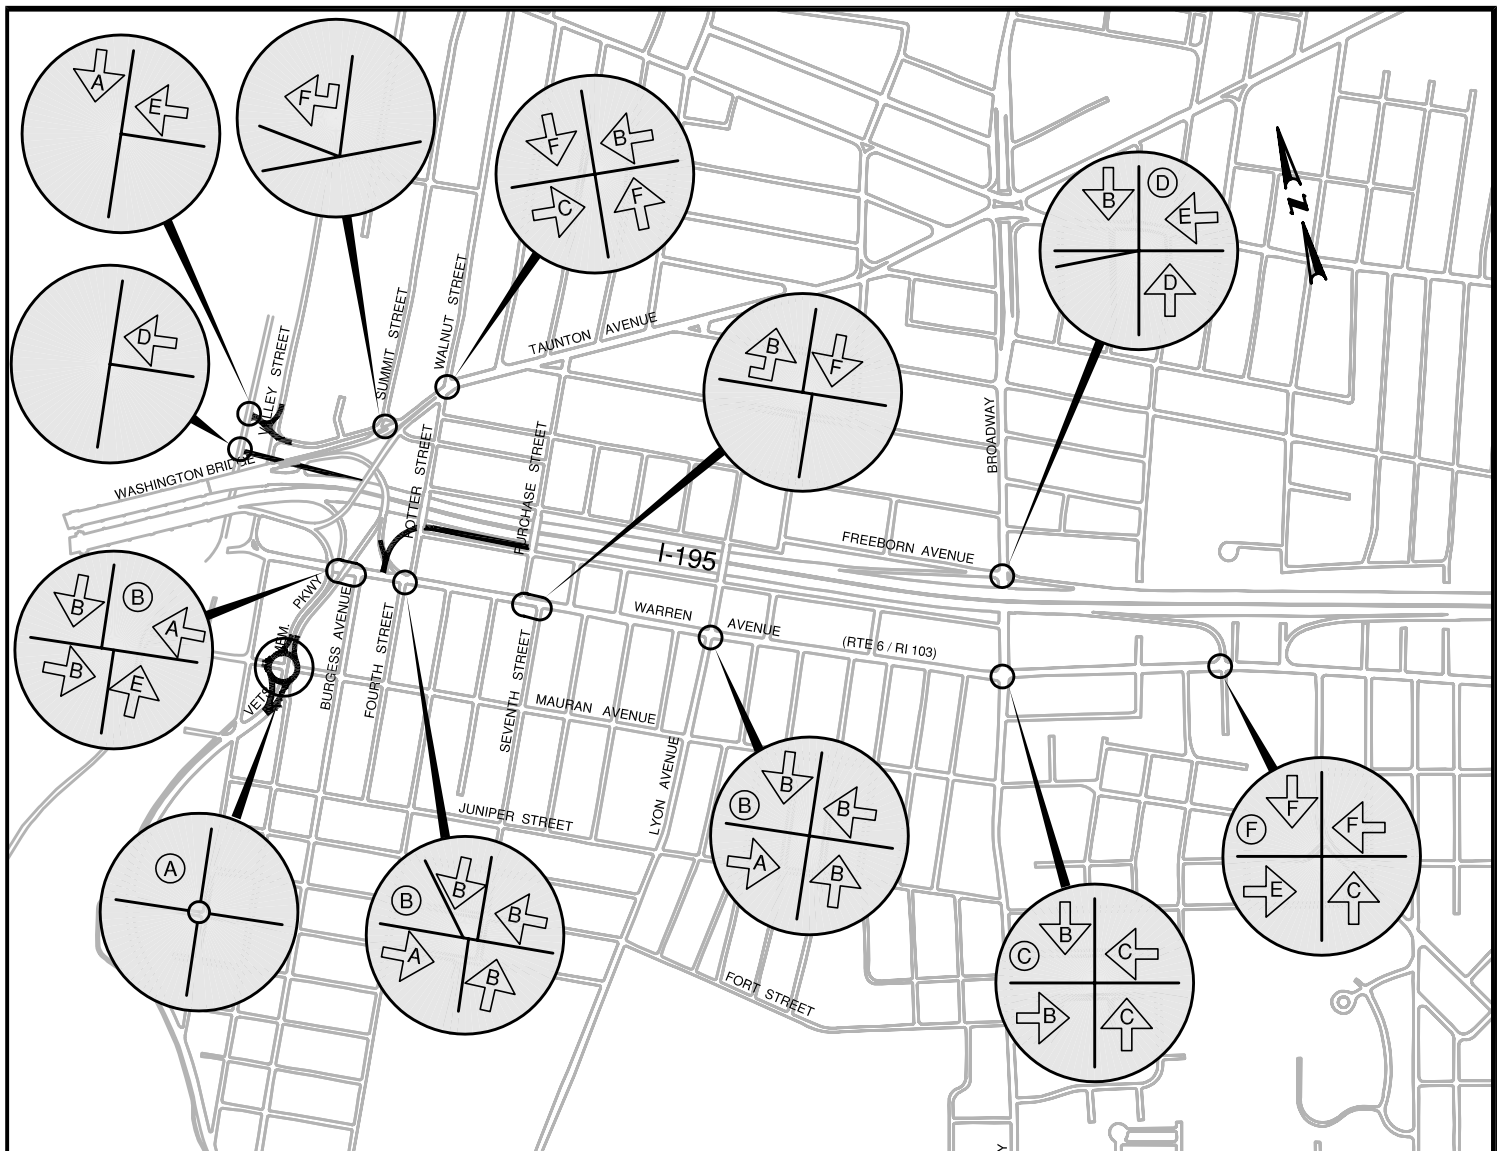 A
E
F
F
B
C
F
B
D
E
D
N
D
VALLEY STREET
SUMMIT STREET
WALNUT STREET
TAUNTON AVENUE
B
F
BROADWAY
WASHINGTON BRIDGE
POTTER STREET
PURCHASE STREET
I-195
FREEBORN AVENUE
B
B
A
B
E
PKWY
MEM.
VETS
BURGESS AVENUE
FOURTH STREET
SEVENTH STREET
WARREN AVENUE
(RTE 6 / RI 103)
MAURAN AVENUE
LYON AVENUE
JUNIPER STREET
B
B
B
A
B
F
F
F
E
C
A
B
B
B
A
B
B
C
C
B
C
FORT STREET
Y